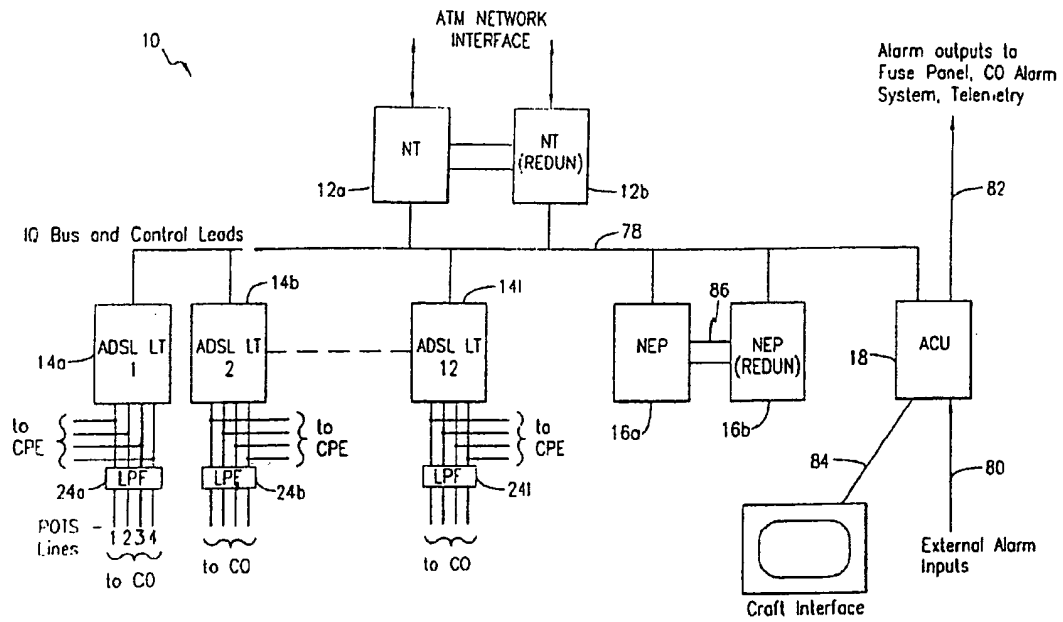 ATM NETWORK
INTERFACE
10
Alarm outputs to
Fuse Panel, CO Alarm
System, Telemetry
NT
NT
(REDUN)
12a
12b
82
IQ Bus and Control Leads
78
14b
14l
86
14a
ADSL LT
1
ADSL LT
2
ADSL LT
12
NEP
NEP
(REDUN)
18
ACU
16a
16b
to
CPE
to
CPE
to
CPE
24a
LPF
LPF
24b
LPF
24l
84
80
POTS
Lines
1 2 3 4
to CO
to CO
to CO
External Alarm
Inputs
Craft Interface